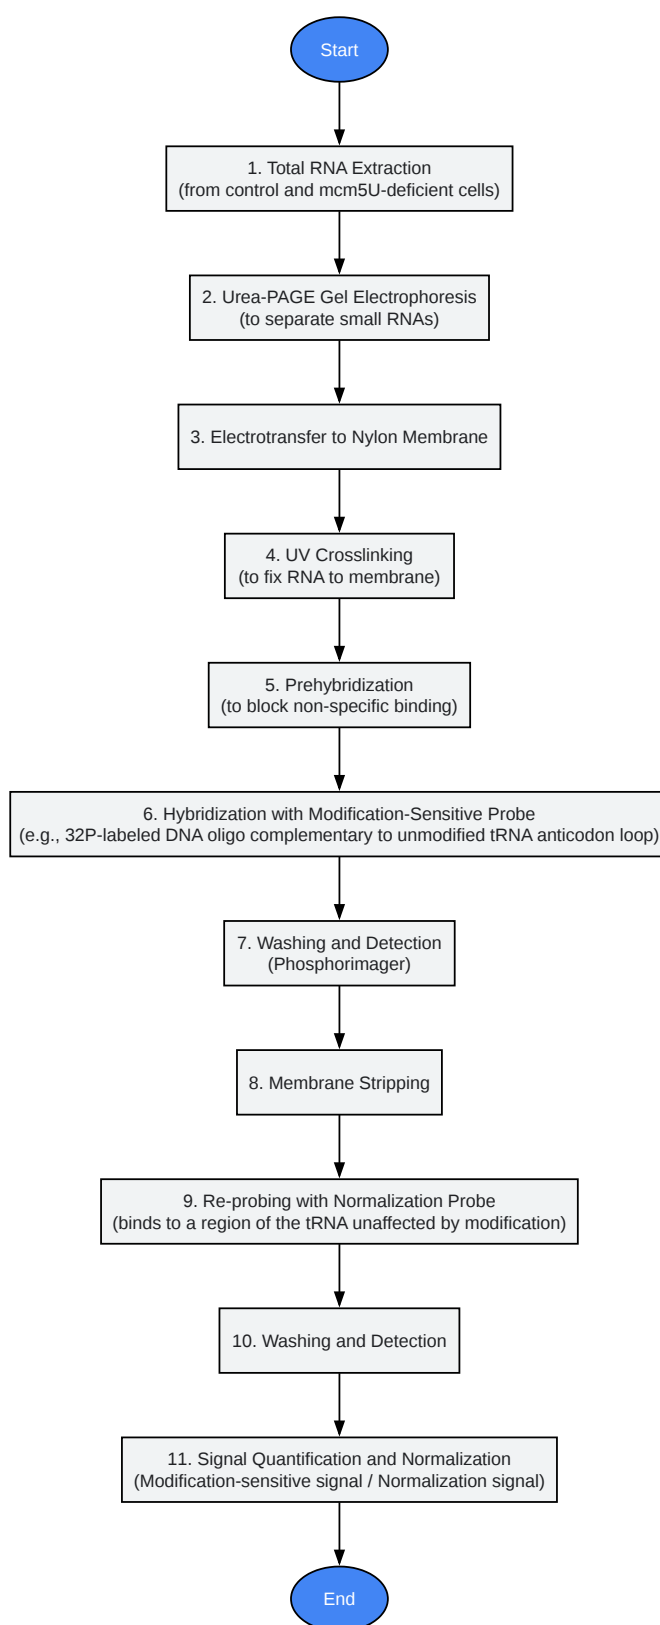 Start
1. Total RNA Extraction
(from control and mcm5U-deficient cells)
2. Urea-PAGE Gel Electrophoresis
(to separate small RNAs)
3. Electrotransfer to Nylon Membrane
4. UV Crosslinking
(to fix RNA to membrane)
5. Prehybridization
(to block non-specific binding)
6. Hybridization with Modification-Sensitive Probe
(e.g., 32P-labeled DNA oligo complementary to unmodified tRNA anticodon loop)
7. Washing and Detection
(Phosphorimager)
8. Membrane Stripping
9. Re-probing with Normalization Probe
(binds to a region of the tRNA unaffected by modification)
10. Washing and Detection
11. Signal Quantification and Normalization
(Modification-sensitive signal / Normalization signal)
End